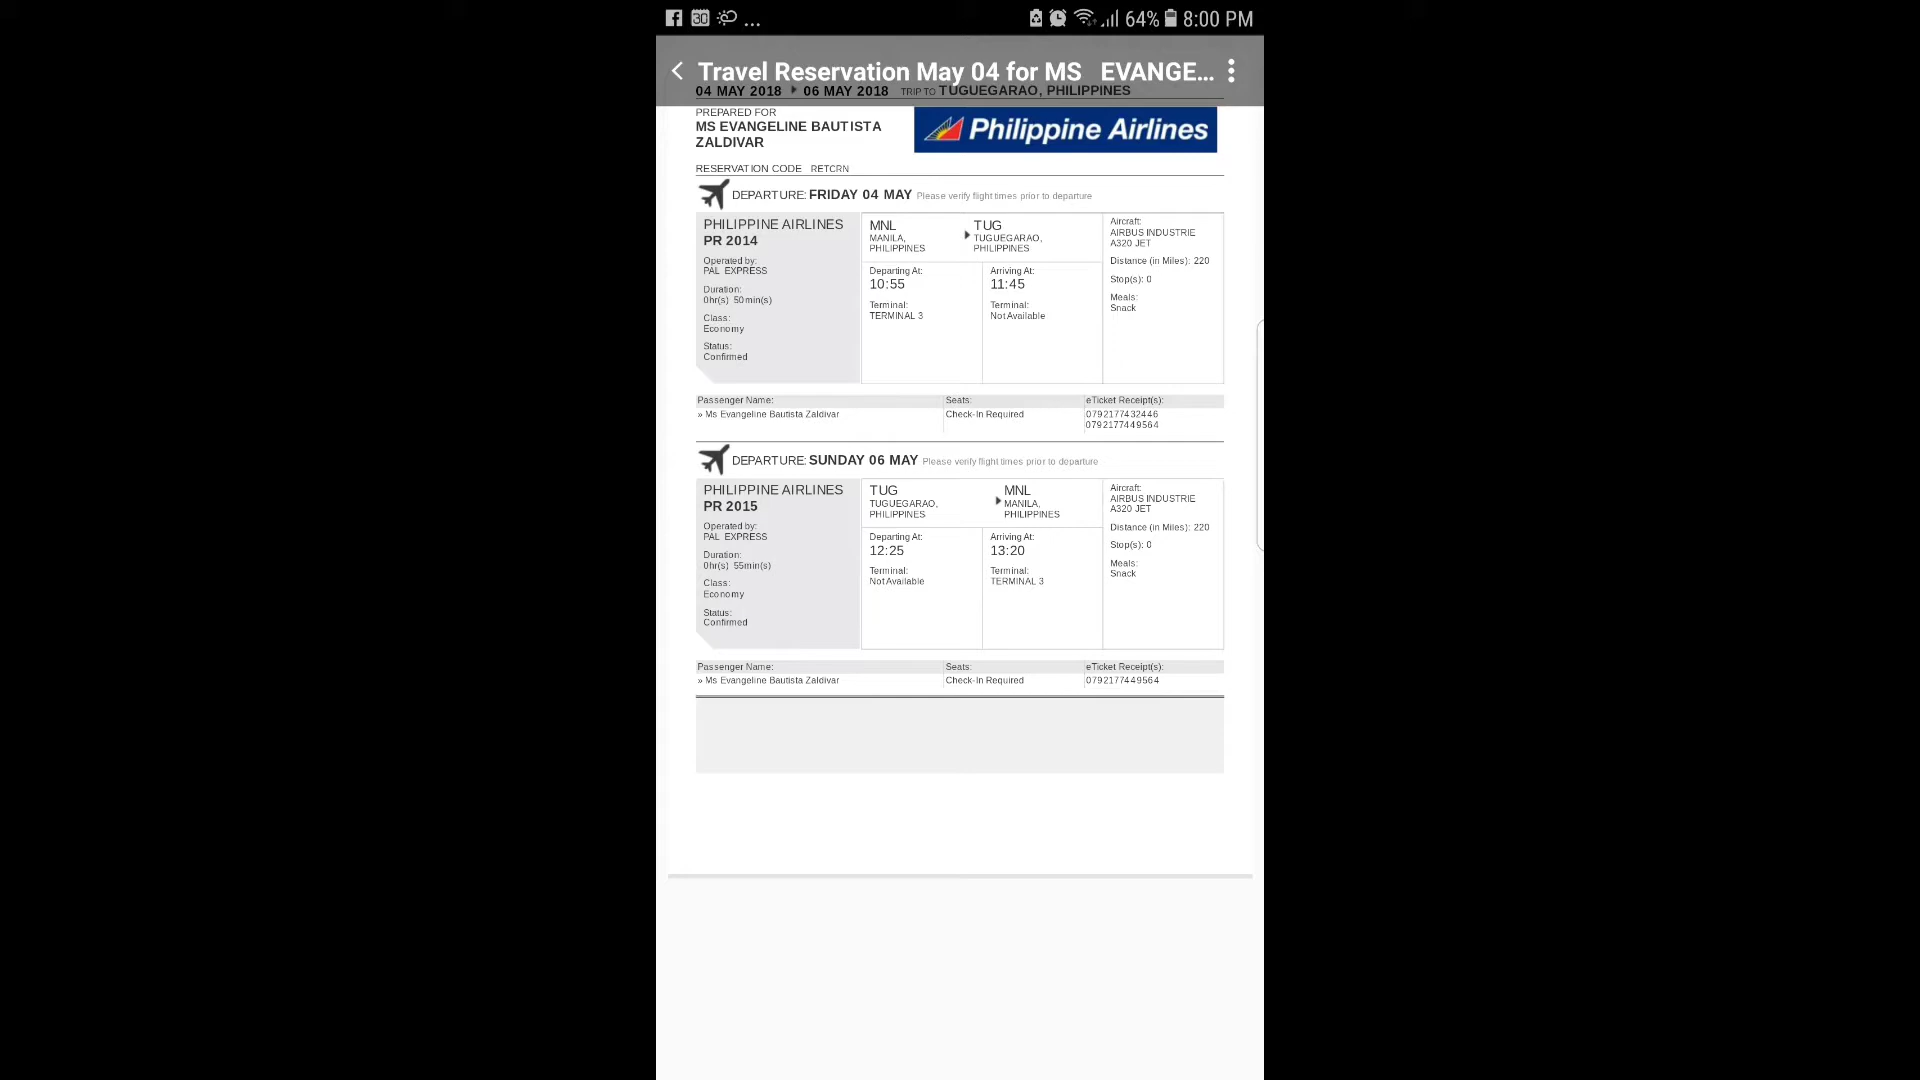 30 ... 64% 8:00 PM
Travel Reservation May 04 for MS EVANGE...
04 MAY 2018 06 MAY 2018 TRIP TO TUGUEGARAO, PHILIPPINES
PREPARED FOR
MS EVANGELINE BAUTISTA
ZALDIVAR
Philippine Airlines
RESERVATION CODE RETCRN
DEPARTURE: FRIDAY 04 MAY Please verify flight times prior to departure
PHILIPPINE AIRLINES
PR 2014
Operated by:
PAL EXPRESS
Duration:
0hr(s) 50min(s)
Class:
Economy
Status:
Confirmed
MNL
MANILA,
PHILIPPINES
TUG
TUGUEGARAO,
PHILIPPINES
Departing At:
10:55
Terminal:
TERMINAL 3
Arriving At:
11:45
Terminal:
Not Available
Aircraft:
AIRBUS INDUSTRIE
A320 JET
Distance (in Miles): 220
Stop(s): 0
Meals:
Snack
Passenger Name: Seats: eTicket Receipt(s):
» Ms Evangeline Bautista Zaldivar Check-In Required 0792177432446
0792177449564
DEPARTURE: SUNDAY 06 MAY Please verify flight times prior to departure
PHILIPPINE AIRLINES
PR 2015
Operated by:
PAL EXPRESS
Duration:
0hr(s) 55min(s)
Class:
Economy
Status:
Confirmed
TUG
TUGUEGARAO,
PHILIPPINES
MNL
MANILA,
PHILIPPINES
Departing At:
12:25
Terminal:
Not Available
Arriving At:
13:20
Terminal:
TERMINAL 3
Aircraft:
AIRBUS INDUSTRIE
A320 JET
Distance (in Miles): 220
Stop(s): 0
Meals:
Snack
Passenger Name: Seats: eTicket Receipt(s):
» Ms Evangeline Bautista Zaldivar Check-In Required 0792177449564